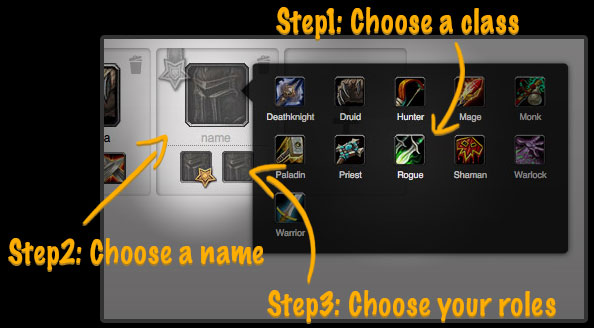 Step1: Choose a class
a
name
Deathknight Druid Hunter Mage Monk
Paladin Priest Rogue Shaman Warlock
Warrior
Step2: Choose a name
Step3: Choose your roles